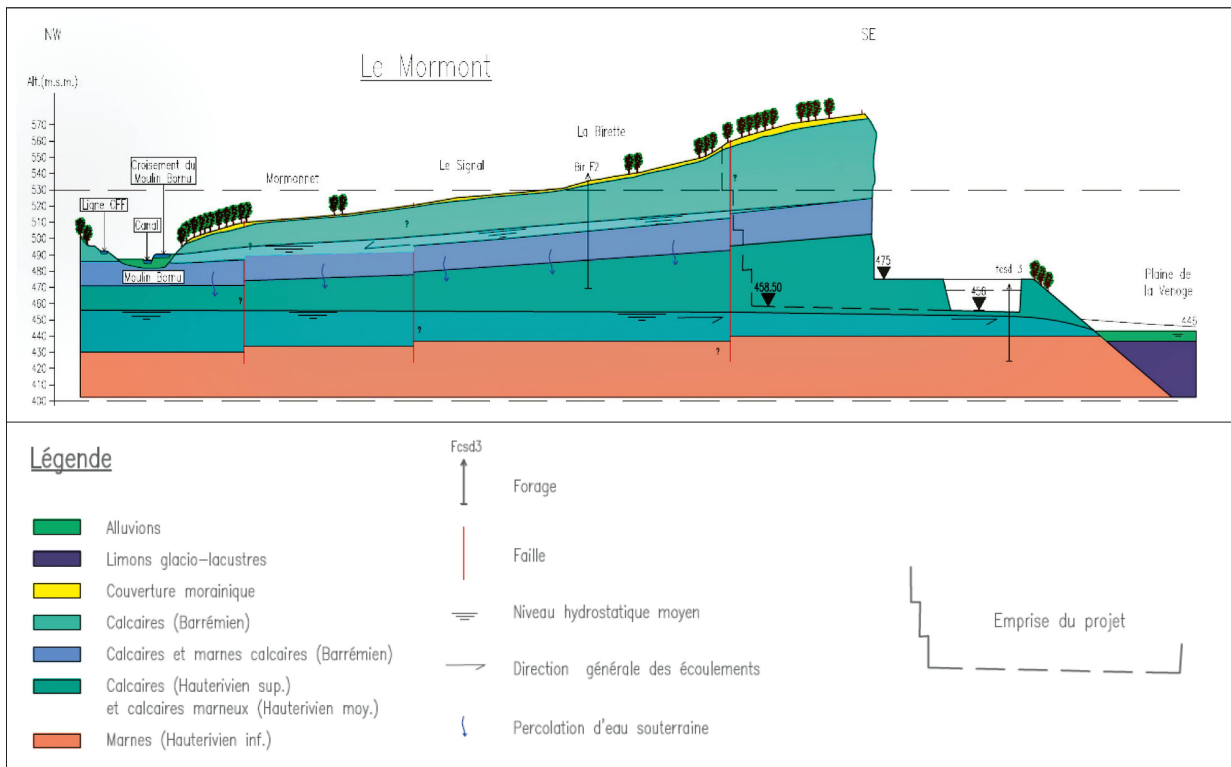 NW
SE
Le Mormont
Alt.(m.s.m.)
570
560
550
540
530
520
510
500
490
480
470
460
450
440
430
420
410
400
Croisement du
Moulin Bornu
Ligne CFF
Canal
Moulin Bornu
Mormonnet
Le Signal
La Birette
Bir F2
?
?
?
?
?
?
458.50
475
456
fcsd 3
Plaine de
la Venoge
445
Légende
Alluvions
Limons glacio-lacustres
Couverture morainique
Calcaires (Barrémien)
Calcaires et marnes calcaires (Barrémien)
Calcaires (Hauterivien sup.)
et calcaires marneux (Hauterivien moy.)
Marnes (Hauterivien inf.)
Fcsd3
Forage
Faille
Niveau hydrostatique moyen
Direction générale des écoulements
Percolation d'eau souterraine
Emprise du projet